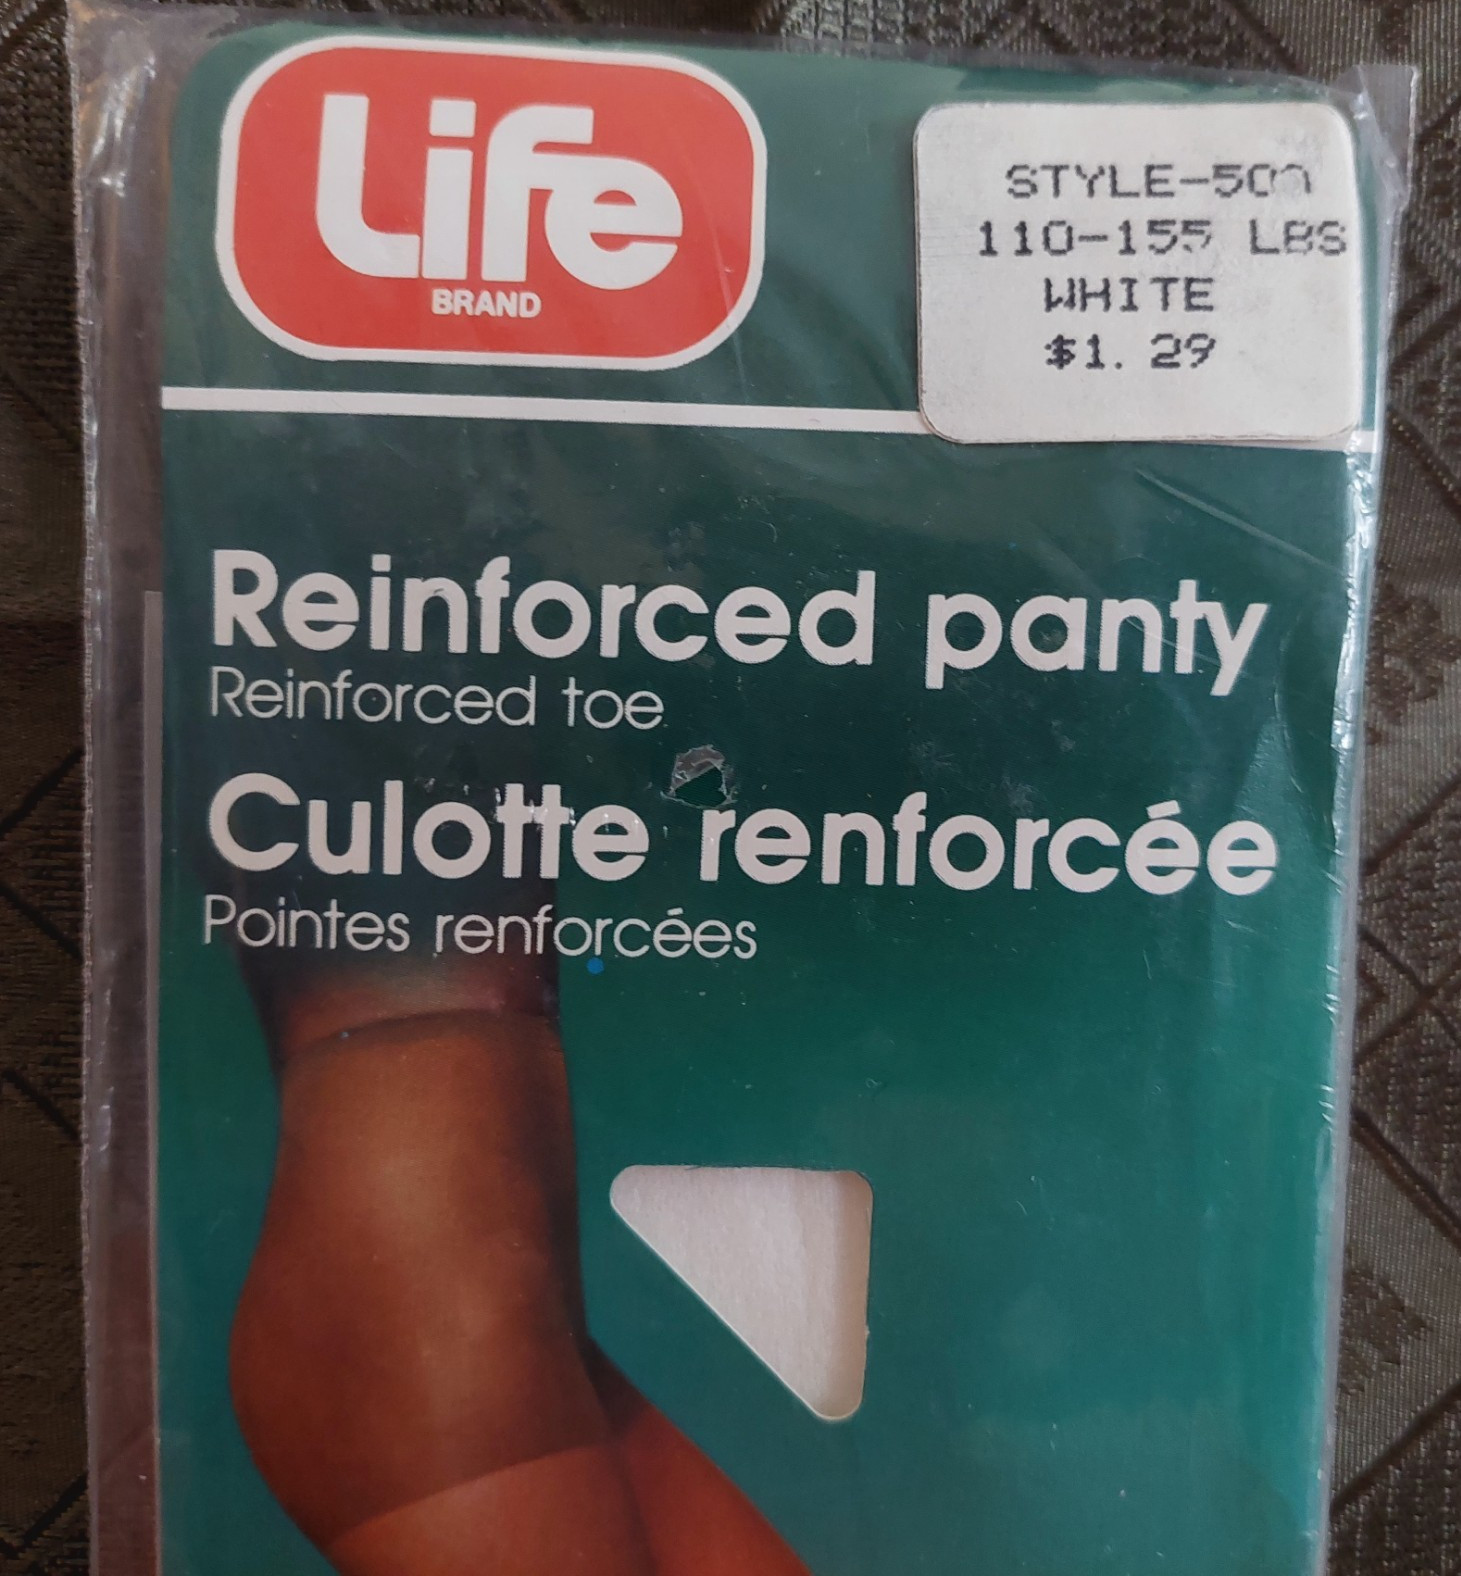 Life
BRAND
STYLE-500
110-155 LBS
WHITE
$1.29
Reinforced panty
Reinforced toe
Culotte renforcée
Pointes renforcées